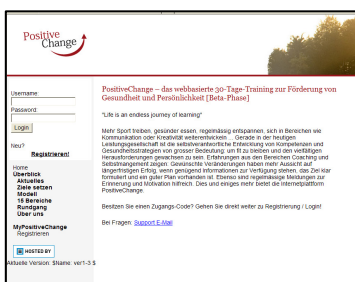 Positive
Change
Username:
Password:
Login
Neu?
Registrieren!
Home
Überblick
Aktuelles
Ziele setzen
Modell
15 Bereiche
Rundgang
Über uns
MyPositiveChange
Registrieren
HOSTED BY
Aktuelle Version: $Name: ver1-3 $
PositiveChange – das webbasierte 30-Tage-Training zur Förderung von
Gesundheit und Persönlichkeit [Beta-Phase]
"Life is an endless journey of learning"
Mehr Sport treiben, gesünder essen, regelmässig entspannen, sich in Bereichen wie
Kommunikation oder Kreativität weiterentwickeln ... Gerade in der heutigen
Leistungsgesellschaft ist die selbstverantwortliche Entwicklung von Kompetenzen und
Gesundheitsstrategien von grosser Bedeutung: um fit zu bleiben und den vielfältigen
Herausforderungen gewachsen zu sein. Erfahrungen aus den Bereichen Coaching und
Selbstmanagement zeigen: Gewünschte Veränderungen haben mehr Aussicht auf
längerfristigen Erfolg, wenn genügend Informationen zur Verfügung stehen, das Ziel klar
formuliert und ein guter Plan vorhanden ist. Ebenso sind regelmässige Meldungen zur
Erinnerung und Motivation hilfreich. Dies und einiges mehr bietet die Internetplattform
PositiveChange.
Besitzen Sie einen Zugangs-Code? Gehen Sie direkt weiter zu Registrierung / Login!
Bei Fragen: Support E-Mail